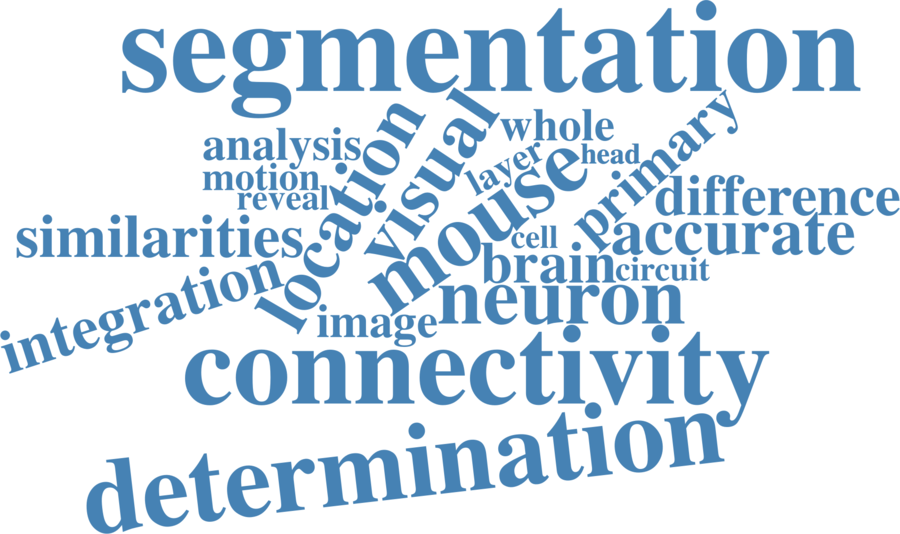 segmentation
whole
primary
analysis
location
visual
layer
head
motion
mouse
reveal
difference
similarities
cell
accurate
brain
circuit
integration
neuron
image
connectivity
determination